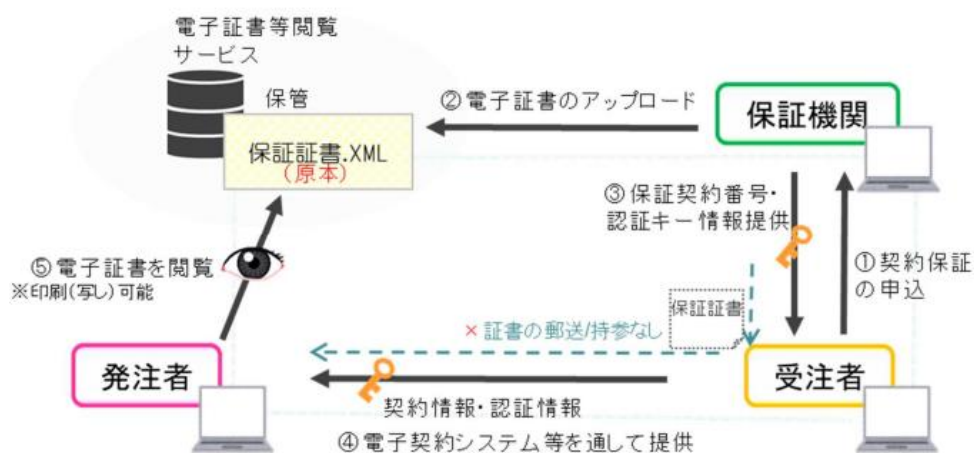 電子証書等閲覧
サービス
保管
保証証書.XML
(原本)
②電子証書のアップロード
保証機関
③保証契約番号・
認証キー情報提供
①契約保証
の申込
⑤電子証書を閲覧
※印刷(写し)可能
保証証書
×証書の郵送/持参なし
発注者
受注者
契約情報・認証情報
④電子契約システム等を通して提供